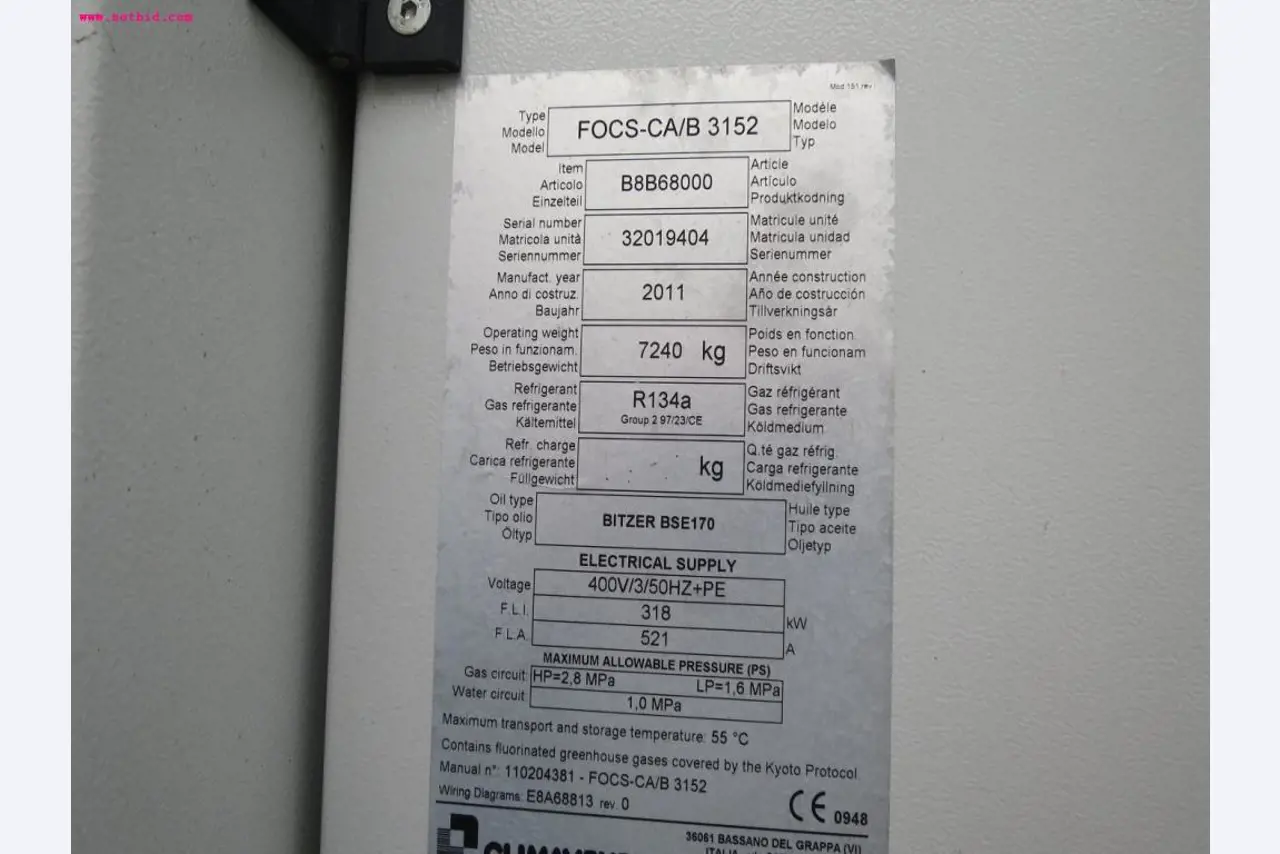 www.hotbid.com
Mod 151 rev
Type
Modello
Model
FOCS-CA/B 3152
Modéle
Modelo
Typ
Item
Articolo
Einzelteil
B8B68000
Article
Artículo
Produktkodning
Serial number
Matricola unità
Seriennummer
32019404
Matricule unité
Matricula unidad
Serienummer
Manufact. year
Anno di costruz.
Baujahr
2011
Année construction
Año de costrucción
Tillverkningsår
Operating weight
Peso in funzionam.
Betriebsgewicht
7240 kg
Poids en fonction.
Peso en funcionam
Driftsvikt
Refrigerant
Gas refrigerante
Kältemittel
R134a
Group 2 97/23/CE
Gaz réfrigérant
Gas refrigerante
Köldmedium
Refr. charge
Carica refrigerante
Füllgewicht
kg
Q.té gaz réfrig.
Carga refrigerante
Köldmediefyllning
Oil type
Tipo olio
Öltyp
BITZER BSE170
Huile type
Tipo aceite
Oljetyp
ELECTRICAL SUPPLY
Voltage 400V/3/50HZ+PE
F.L.I. 318 kW
F.L.A. 521 A
MAXIMUM ALLOWABLE PRESSURE (PS)
Gas circuit HP=2,8 MPa LP=1,6 MPa
Water circuit 1,0 MPa
Maximum transport and storage temperature: 55 °C
Contains fluorinated greenhouse gases covered by the Kyoto Protocol
Manual n°: 110204381 - FOCS-CA/B 3152
Wiring Diagrams: E8A68813 rev. 0
CE 0948
36061 BASSANO DEL GRAPPA (VI)